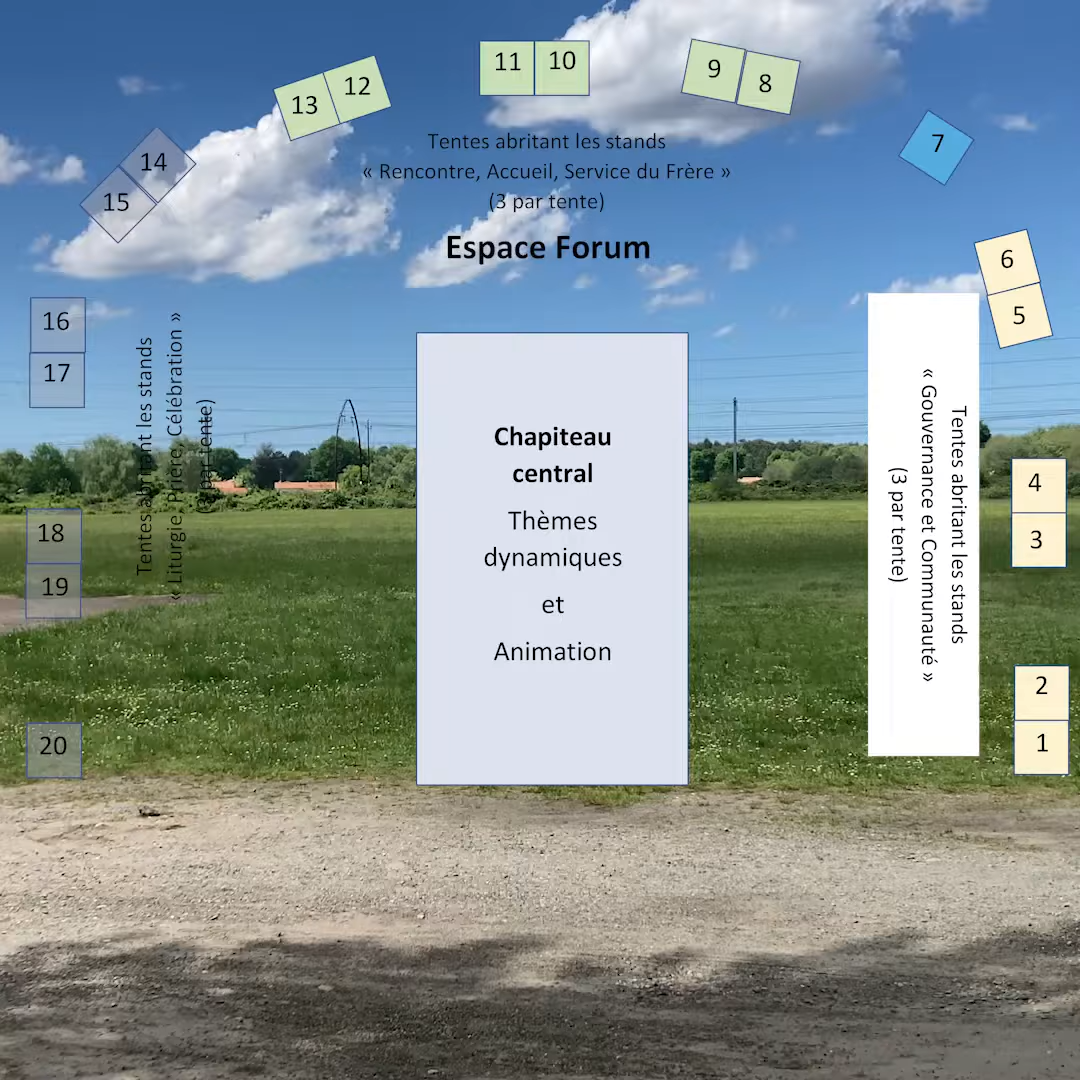 11
10
9
8
13
12
7
14
15
Tentes abritant les stands
« Rencontre, Accueil, Service du Frère »
(3 par tente)
Espace Forum
6
5
16
17
Tentes abritant les stands
« Liturgie, Prière, Célébration »
(3 par tente)
Chapiteau
central
Thèmes
dynamiques
et
Animation
Tentes abritant les stands
« Gouvernance et Communauté »
(3 par tente)
4
3
18
19
2
1
20